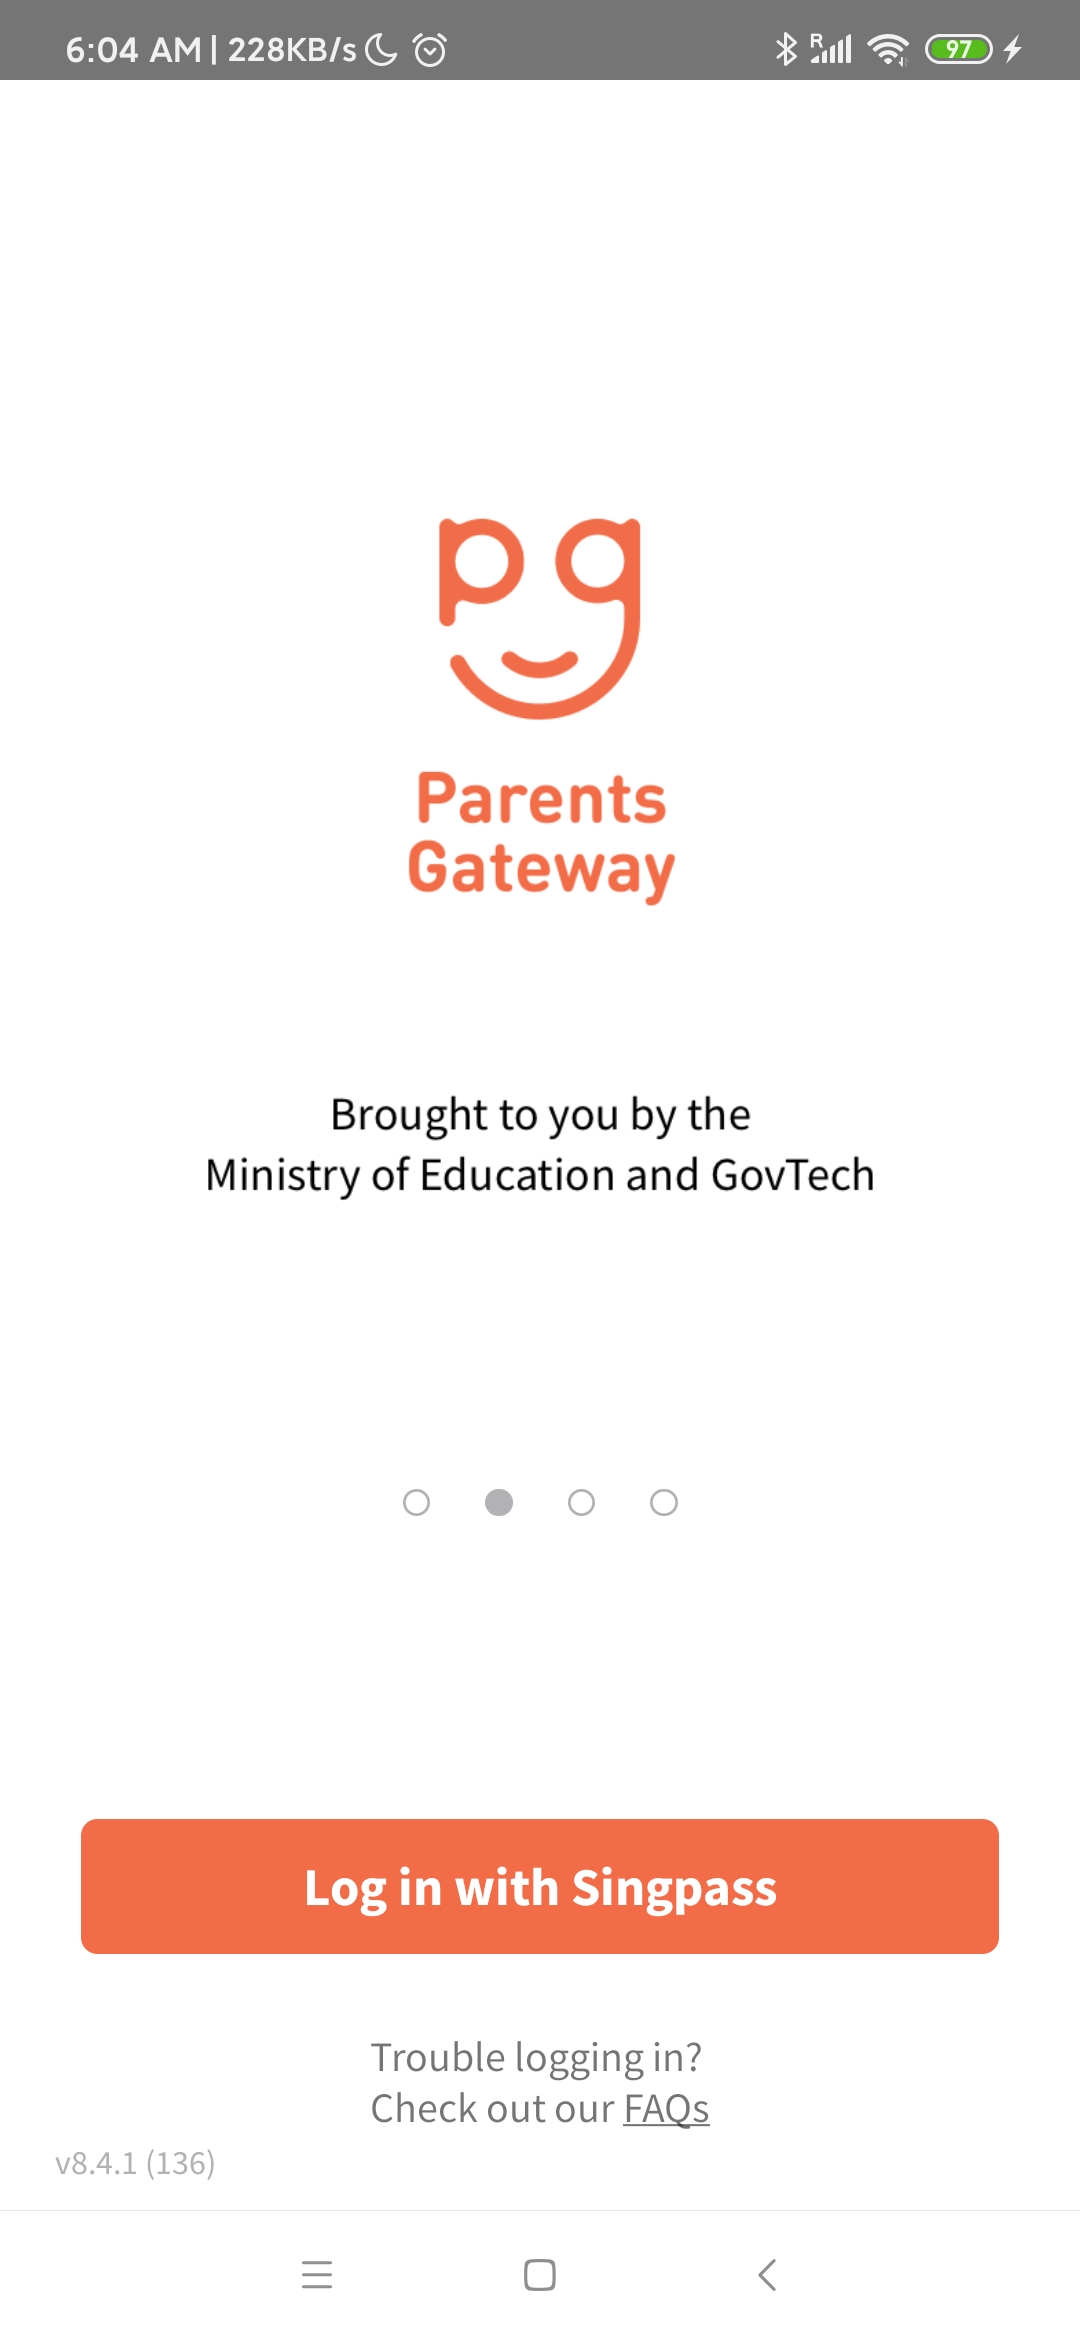 6:04 AM | 228KB/s
R
97
pg
Parents
Gateway
Brought to you by the
Ministry of Education and GovTech
Log in with Singpass
Trouble logging in?
Check out our FAQs
v8.4.1 (136)